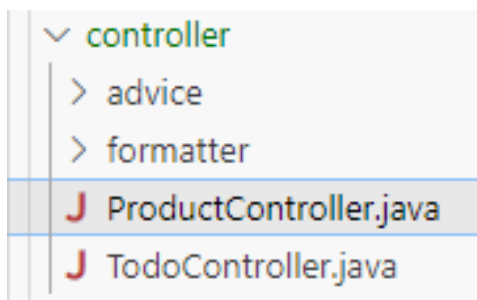 controller
advice
formatter
J ProductController.java
J TodoController.java